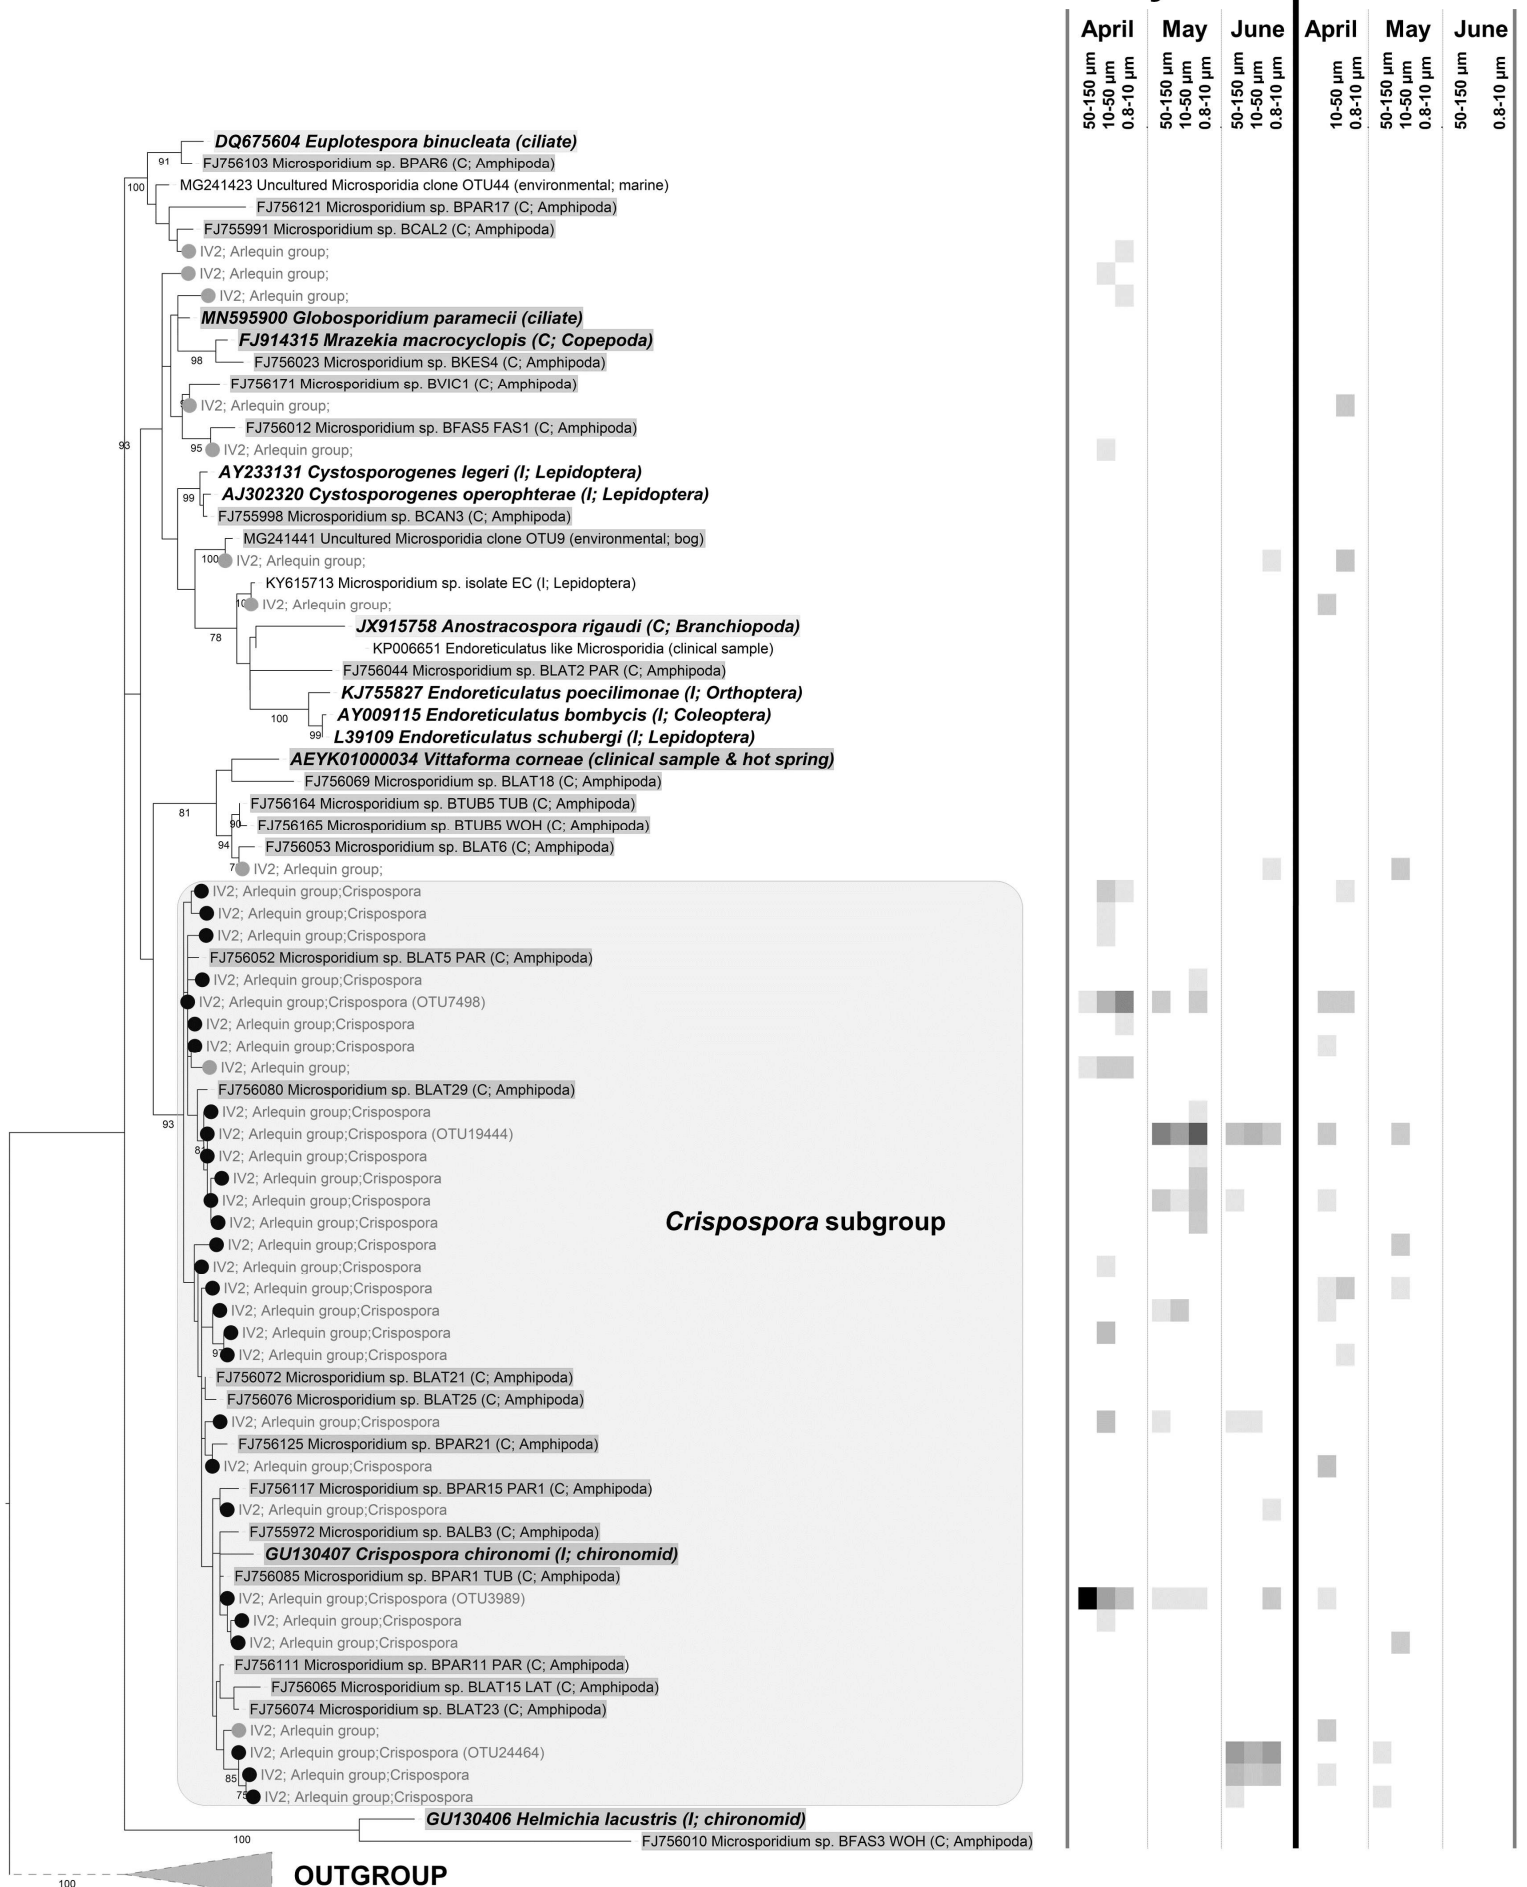 April May June April May June
50-150 µm 10-50 µm 0.8-10 µm 50-150 µm 10-50 µm 0.8-10 µm 50-150 µm 10-50 µm 0.8-10 µm 10-50 µm 0.8-10 µm 50-150 µm 10-50 µm 0.8-10 µm 50-150 µm 0.8-10 µm
DQ675604 Euplotespora binucleata (ciliate)
91
FJ756103 Microsporidium sp. BPAR6 (C; Amphipoda)
100
MG241423 Uncultured Microsporidia clone OTU44 (environmental; marine)
FJ756121 Microsporidium sp. BPAR17 (C; Amphipoda)
FJ755991 Microsporidium sp. BCAL2 (C; Amphipoda)
IV2; Arlequin group;
IV2; Arlequin group;
IV2; Arlequin group;
MN595900 Globosporidium paramecii (ciliate)
FJ914315 Mrazekia macrocyclopis (C; Copepoda)
98
FJ756023 Microsporidium sp. BKES4 (C; Amphipoda)
FJ756171 Microsporidium sp. BVIC1 (C; Amphipoda)
IV2; Arlequin group;
FJ756012 Microsporidium sp. BFAS5 FAS1 (C; Amphipoda)
93
95
IV2; Arlequin group;
AY233131 Cystosporogenes legeri (I; Lepidoptera)
99
AJ302320 Cystosporogenes operophterae (I; Lepidoptera)
FJ755998 Microsporidium sp. BCAN3 (C; Amphipoda)
MG241441 Uncultured Microsporidia clone OTU9 (environmental; bog)
100
IV2; Arlequin group;
KY615713 Microsporidium sp. isolate EC (I; Lepidoptera)
IV2; Arlequin group;
JX915758 Anostracospora rigaudi (C; Branchiopoda)
78
KP006651 Endoreticulatus like Microsporidia (clinical sample)
FJ756044 Microsporidium sp. BLAT2 PAR (C; Amphipoda)
KJ755827 Endoreticulatus poecilimonae (I; Orthoptera)
100
AY009115 Endoreticulatus bombycis (I; Coleoptera)
99
L39109 Endoreticulatus schubergi (I; Lepidoptera)
AEYK01000034 Vittaforma corneae (clinical sample & hot spring)
FJ756069 Microsporidium sp. BLAT18 (C; Amphipoda)
81
FJ756164 Microsporidium sp. BTUB5 TUB (C; Amphipoda)
90
FJ756165 Microsporidium sp. BTUB5 WOH (C; Amphipoda)
94
FJ756053 Microsporidium sp. BLAT6 (C; Amphipoda)
IV2; Arlequin group;
IV2; Arlequin group;Crispospora
IV2; Arlequin group;Crispospora
IV2; Arlequin group;Crispospora
FJ756052 Microsporidium sp. BLAT5 PAR (C; Amphipoda)
IV2; Arlequin group;Crispospora
IV2; Arlequin group;Crispospora (OTU7498)
IV2; Arlequin group;Crispospora
IV2; Arlequin group;Crispospora
IV2; Arlequin group;
FJ756080 Microsporidium sp. BLAT29 (C; Amphipoda)
IV2; Arlequin group;Crispospora
93
IV2; Arlequin group;Crispospora (OTU19444)
IV2; Arlequin group;Crispospora
IV2; Arlequin group;Crispospora
IV2; Arlequin group;Crispospora
IV2; Arlequin group;Crispospora
Crispospora subgroup
IV2; Arlequin group;Crispospora
IV2; Arlequin group;Crispospora
IV2; Arlequin group;Crispospora
IV2; Arlequin group;Crispospora
IV2; Arlequin group;Crispospora
IV2; Arlequin group;Crispospora
FJ756072 Microsporidium sp. BLAT21 (C; Amphipoda)
FJ756076 Microsporidium sp. BLAT25 (C; Amphipoda)
IV2; Arlequin group;Crispospora
FJ756125 Microsporidium sp. BPAR21 (C; Amphipoda)
IV2; Arlequin group;Crispospora
FJ756117 Microsporidium sp. BPAR15 PAR1 (C; Amphipoda)
IV2; Arlequin group;Crispospora
FJ755972 Microsporidium sp. BALB3 (C; Amphipoda)
GU130407 Crispospora chironomi (I; chironomid)
FJ756085 Microsporidium sp. BPAR1 TUB (C; Amphipoda)
IV2; Arlequin group;Crispospora (OTU3989)
IV2; Arlequin group;Crispospora
IV2; Arlequin group;Crispospora
FJ756111 Microsporidium sp. BPAR11 PAR (C; Amphipoda)
FJ756065 Microsporidium sp. BLAT15 LAT (C; Amphipoda)
FJ756074 Microsporidium sp. BLAT23 (C; Amphipoda)
IV2; Arlequin group;
IV2; Arlequin group;Crispospora (OTU24464)
85
IV2; Arlequin group;Crispospora
IV2; Arlequin group;Crispospora
GU130406 Helmichia lacustris (I; chironomid)
100
FJ756010 Microsporidium sp. BFAS3 WOH (C; Amphipoda)
OUTGROUP
100